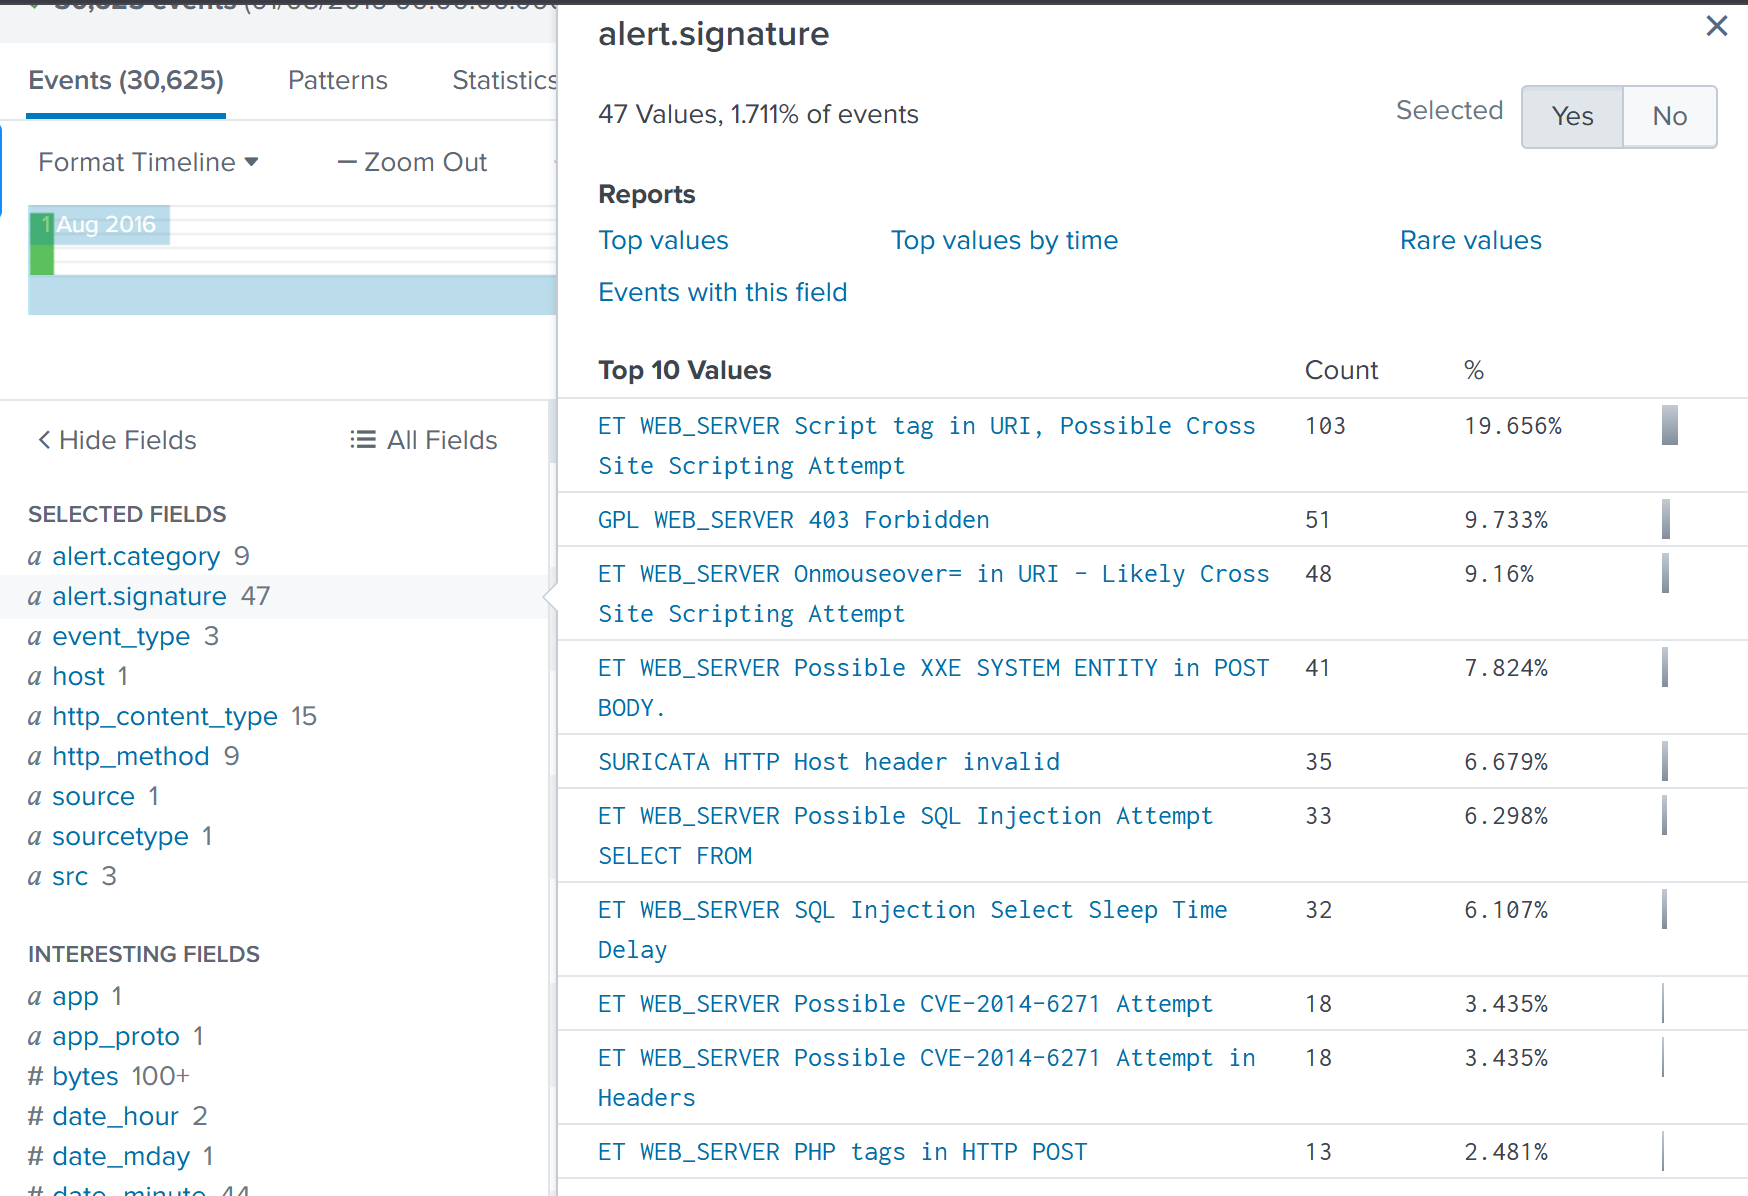 30,625 events
Events (30,625)
Patterns
Statistics
Format Timeline
— Zoom Out
1 Aug 2016
< Hide Fields
All Fields
SELECTED FIELDS
a alert.category 9
a alert.signature 47
a event_type 3
a host 1
a http_content_type 15
a http_method 9
a source 1
a sourcetype 1
a src 3
INTERESTING FIELDS
a app 1
a app_proto 1
# bytes 100+
# date_hour 2
# date_mday 1
# date_minute 44
alert.signature
47 Values, 1.711% of events
Selected
Yes
No
Reports
Top values
Top values by time
Rare values
Events with this field
Top 10 Values Count %
ET WEB_SERVER Script tag in URI, Possible Cross 103 19.656%
Site Scripting Attempt
GPL WEB_SERVER 403 Forbidden 51 9.733%
ET WEB_SERVER Onmouseover= in URI - Likely Cross 48 9.16%
Site Scripting Attempt
ET WEB_SERVER Possible XXE SYSTEM ENTITY in POST 41 7.824%
BODY.
SURICATA HTTP Host header invalid 35 6.679%
ET WEB_SERVER Possible SQL Injection Attempt 33 6.298%
SELECT FROM
ET WEB_SERVER SQL Injection Select Sleep Time 32 6.107%
Delay
ET WEB_SERVER Possible CVE-2014-6271 Attempt 18 3.435%
ET WEB_SERVER Possible CVE-2014-6271 Attempt in 18 3.435%
Headers
ET WEB_SERVER PHP tags in HTTP POST 13 2.481%